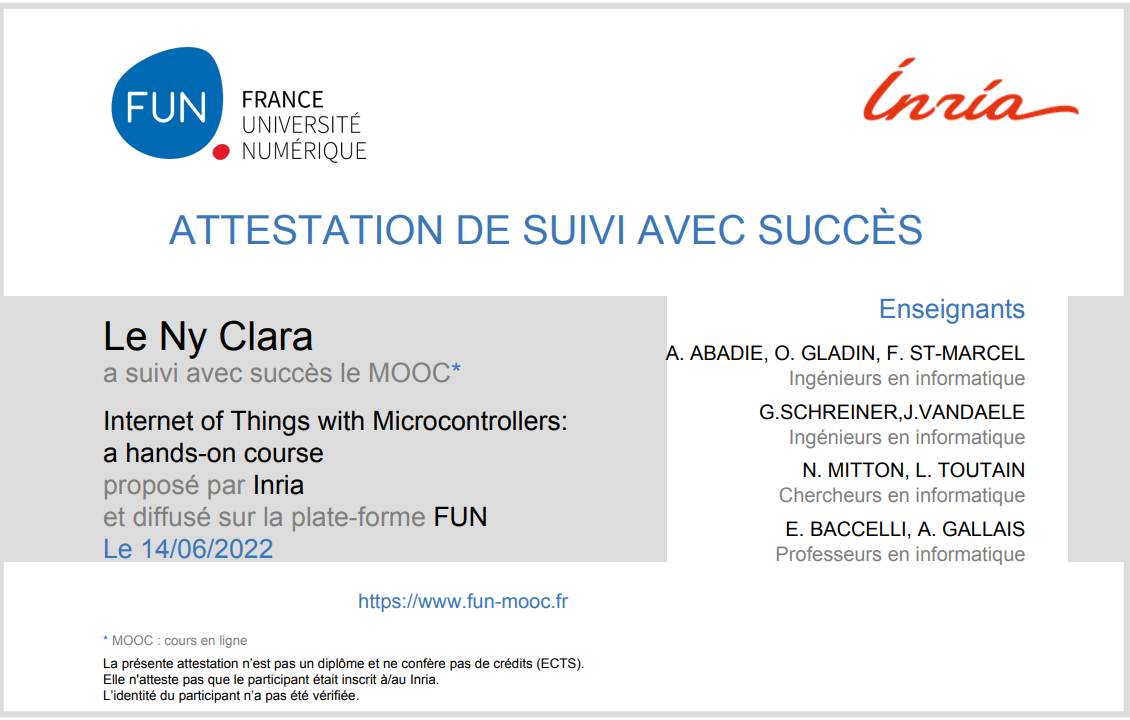 FUN
FRANCE
UNIVERSITÉ
NUMÉRIQUE
Inria
ATTESTATION DE SUIVI AVEC SUCCÈS
Le Ny Clara
a suivi avec succès le MOOC*
Internet of Things with Microcontrollers:
a hands-on course
proposé par Inria
et diffusé sur la plate-forme FUN
Le 14/06/2022
Enseignants
A. ABADIE, O. GLADIN, F. ST-MARCEL
Ingénieurs en informatique
G.SCHREINER,J.VANDAELE
Ingénieurs en informatique
N. MITTON, L. TOUTAIN
Chercheurs en informatique
E. BACCELLI, A. GALLAIS
Professeurs en informatique
https://www.fun-mooc.fr
* MOOC : cours en ligne
La présente attestation n’est pas un diplôme et ne confère pas de crédits (ECTS).
Elle n'atteste pas que le participant était inscrit à/au Inria.
L’identité du participant n’a pas été vérifiée.